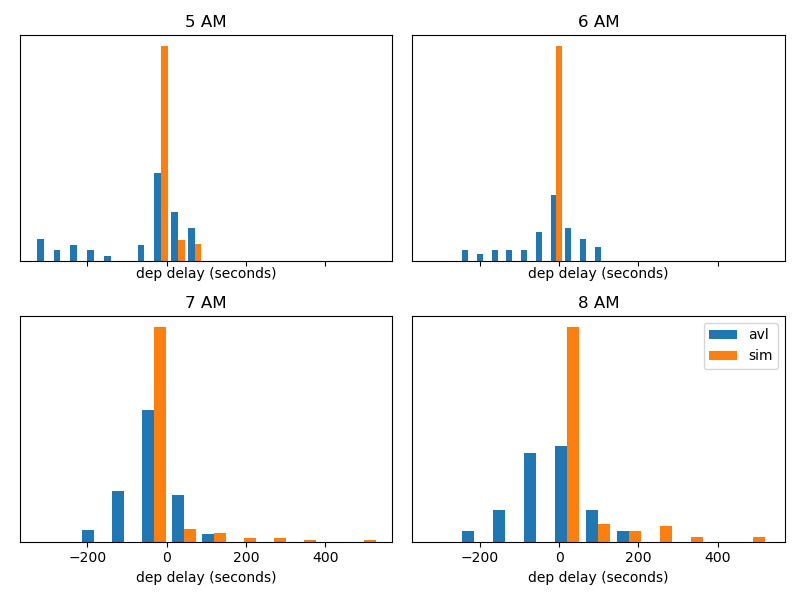 5 AM
6 AM
dep delay (seconds)
dep delay (seconds)
7 AM
8 AM
avl
sim
−200 0 200 400
−200 0 200 400
dep delay (seconds)
dep delay (seconds)